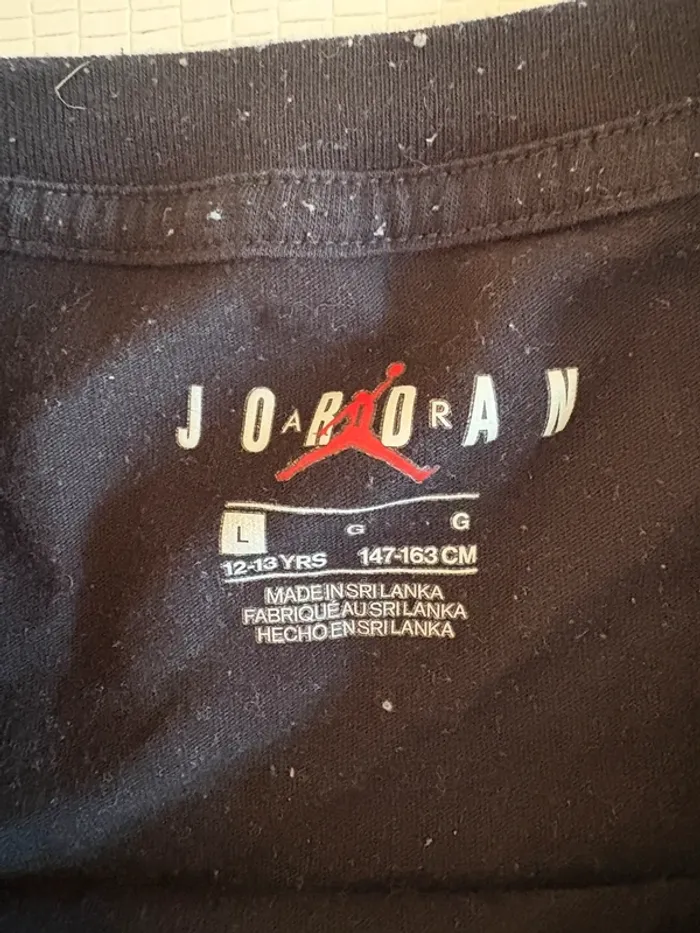 JORDAN
AIR
L G G
12-13 YRS 147-163 CM
MADE IN SRI LANKA
FABRIQUÉ AU SRI LANKA
HECHO EN SRI LANKA